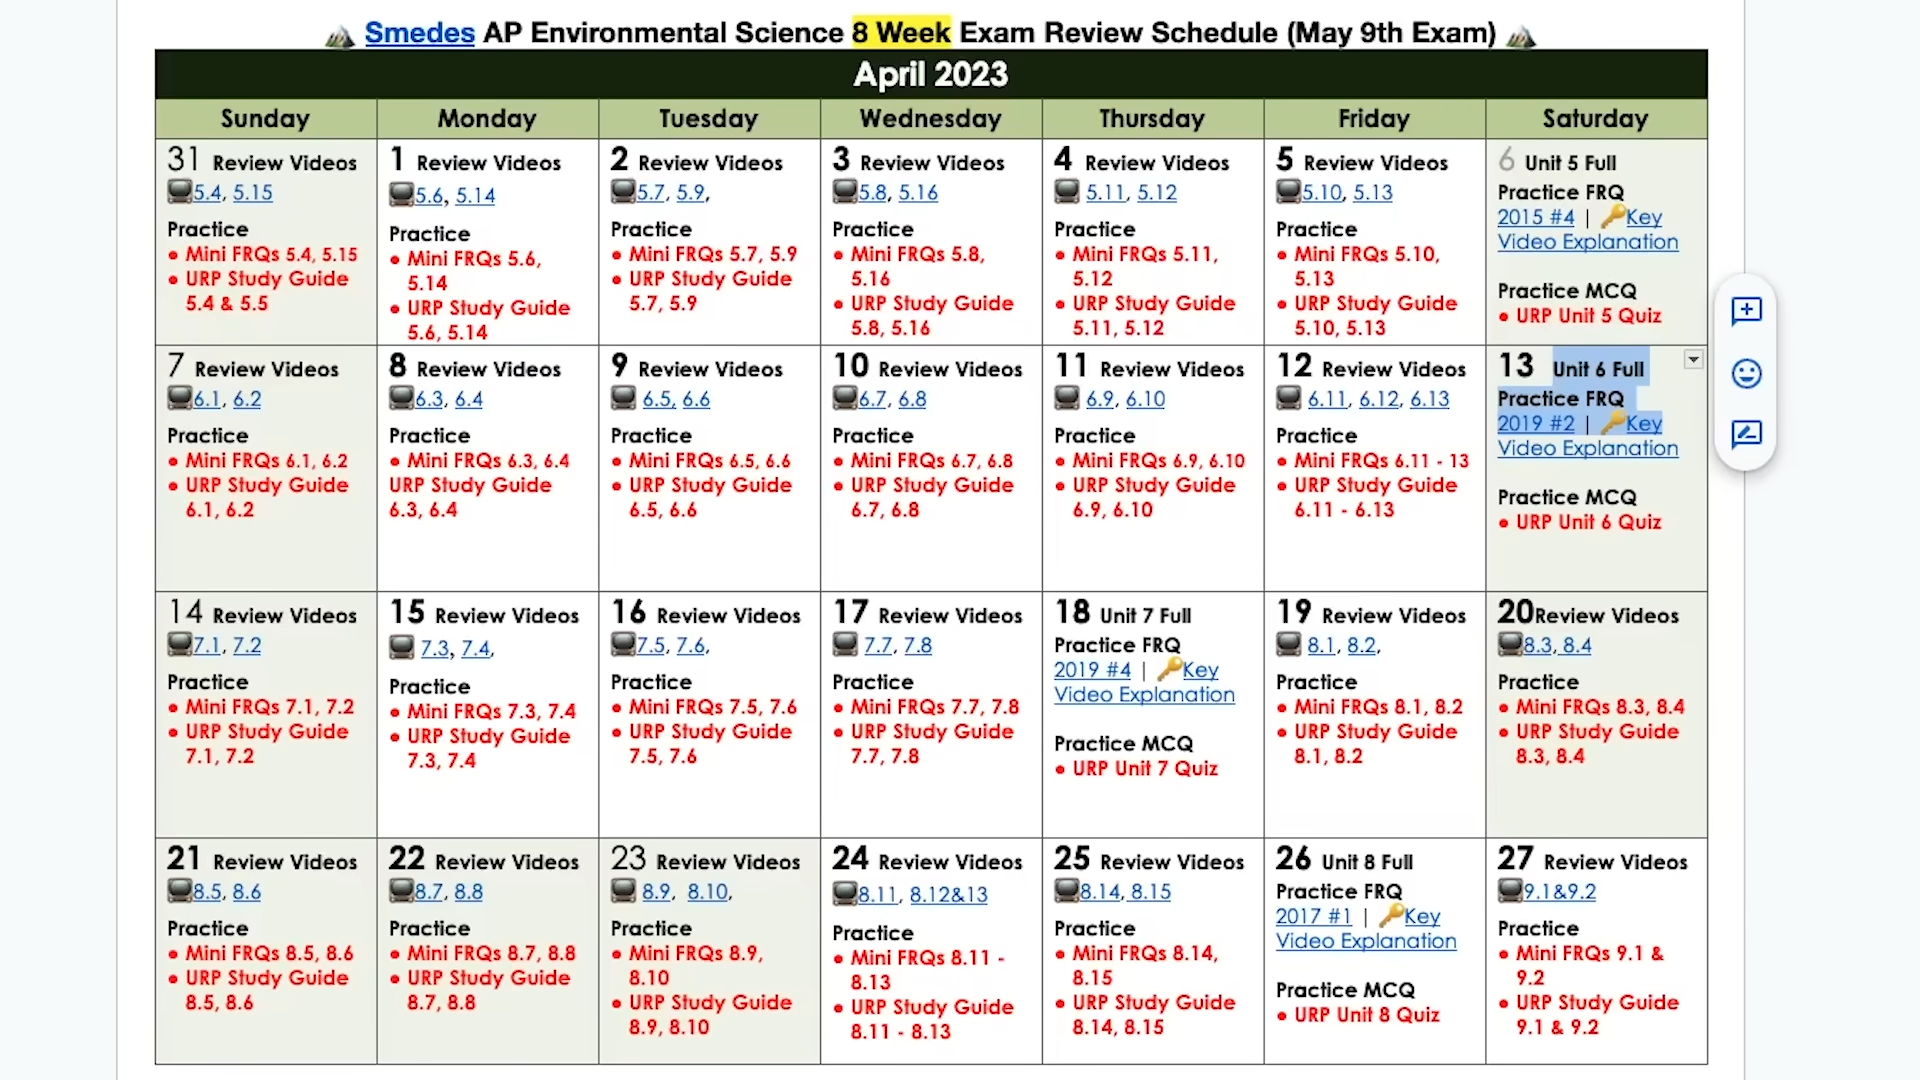 Smedes AP Environmental Science 8 Week Exam Review Schedule (May 9th Exam)
April 2023
Sunday Monday Tuesday Wednesday Thursday Friday Saturday
31 Review Videos
5.4, 5.15
Practice
• Mini FRQs 5.4, 5.15
• URP Study Guide
5.4 & 5.5
1 Review Videos
5.6, 5.14
Practice
• Mini FRQs 5.6,
5.14
• URP Study Guide
5.6, 5.14
2 Review Videos
5.7, 5.9,
Practice
• Mini FRQs 5.7, 5.9
• URP Study Guide
5.7, 5.9
3 Review Videos
5.8, 5.16
Practice
• Mini FRQs 5.8,
5.16
• URP Study Guide
5.8, 5.16
4 Review Videos
5.11, 5.12
Practice
• Mini FRQs 5.11,
5.12
• URP Study Guide
5.11, 5.12
5 Review Videos
5.10, 5.13
Practice
• Mini FRQs 5.10,
5.13
• URP Study Guide
5.10, 5.13
6 Unit 5 Full
Practice FRQ
2015 #4 | Key
Video Explanation
Practice MCQ
• URP Unit 5 Quiz
7 Review Videos
6.1, 6.2
Practice
• Mini FRQs 6.1, 6.2
• URP Study Guide
6.1, 6.2
8 Review Videos
6.3, 6.4
Practice
• Mini FRQs 6.3, 6.4
URP Study Guide
6.3, 6.4
9 Review Videos
6.5, 6.6
Practice
• Mini FRQs 6.5, 6.6
• URP Study Guide
6.5, 6.6
10 Review Videos
6.7, 6.8
Practice
• Mini FRQs 6.7, 6.8
• URP Study Guide
6.7, 6.8
11 Review Videos
6.9, 6.10
Practice
• Mini FRQs 6.9, 6.10
• URP Study Guide
6.9, 6.10
12 Review Videos
6.11, 6.12, 6.13
Practice
• Mini FRQs 6.11 - 13
• URP Study Guide
6.11 - 6.13
13 Unit 6 Full
Practice FRQ
2019 #2 | Key
Video Explanation
Practice MCQ
• URP Unit 6 Quiz
14 Review Videos
7.1, 7.2
Practice
• Mini FRQs 7.1, 7.2
• URP Study Guide
7.1, 7.2
15 Review Videos
7.3, 7.4,
Practice
• Mini FRQs 7.3, 7.4
• URP Study Guide
7.3, 7.4
16 Review Videos
7.5, 7.6,
Practice
• Mini FRQs 7.5, 7.6
• URP Study Guide
7.5, 7.6
17 Review Videos
7.7, 7.8
Practice
• Mini FRQs 7.7, 7.8
• URP Study Guide
7.7, 7.8
18 Unit 7 Full
Practice FRQ
2019 #4 | Key
Video Explanation
Practice MCQ
• URP Unit 7 Quiz
19 Review Videos
8.1, 8.2,
Practice
• Mini FRQs 8.1, 8.2
• URP Study Guide
8.1, 8.2
20Review Videos
8.3, 8.4
Practice
• Mini FRQs 8.3, 8.4
• URP Study Guide
8.3, 8.4
21 Review Videos
8.5, 8.6
Practice
• Mini FRQs 8.5, 8.6
• URP Study Guide
8.5, 8.6
22 Review Videos
8.7, 8.8
Practice
• Mini FRQs 8.7, 8.8
• URP Study Guide
8.7, 8.8
23 Review Videos
8.9, 8.10,
Practice
• Mini FRQs 8.9,
8.10
• URP Study Guide
8.9, 8.10
24 Review Videos
8.11, 8.12&13
Practice
• Mini FRQs 8.11 -
8.13
• URP Study Guide
8.11 - 8.13
25 Review Videos
8.14, 8.15
Practice
• Mini FRQs 8.14,
8.15
• URP Study Guide
8.14, 8.15
26 Unit 8 Full
Practice FRQ
2017 #1 | Key
Video Explanation
Practice MCQ
• URP Unit 8 Quiz
27 Review Videos
9.1&9.2
Practice
• Mini FRQs 9.1 &
9.2
• URP Study Guide
9.1 & 9.2